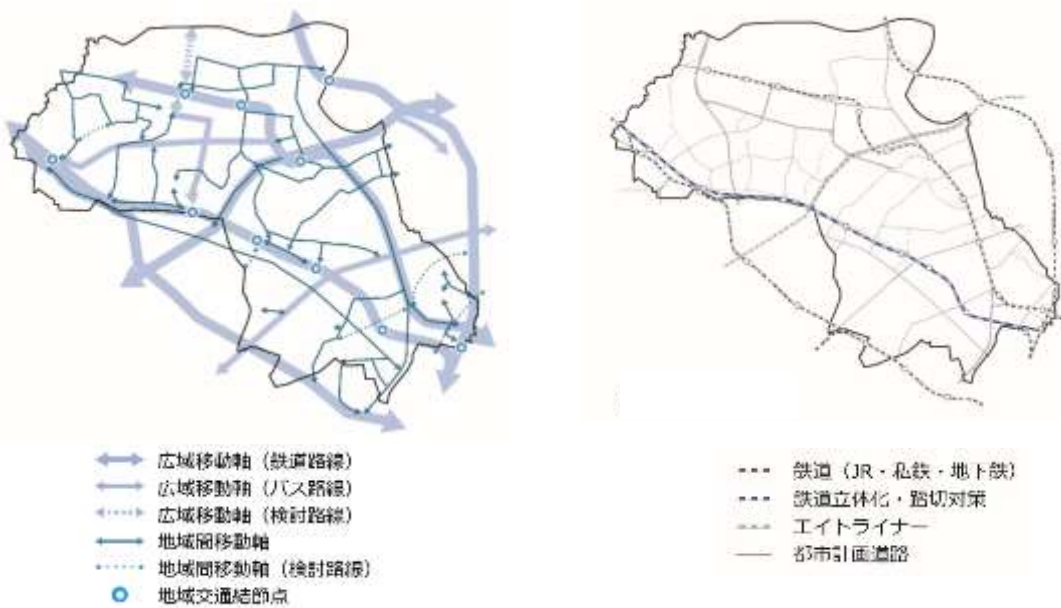 広域移動軸（鉄道路線）
広域移動軸（バス路線）
広域移動軸（検討路線）
地域間移動軸
地域間移動軸（検討路線）
地域交通結節点
鉄道（JR・私鉄・地下鉄）
鉄道立体化・踏切対策
エイトライナー
都市計画道路